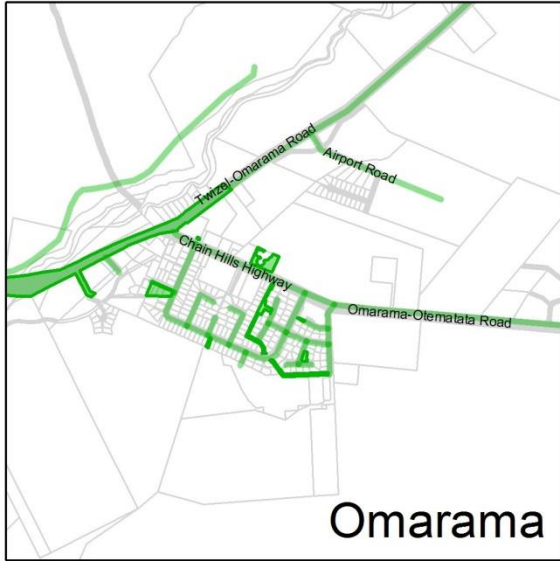 Twizel-Omarama Road
Airport Road
Chain Hills Highway
Omarama-Otematata Road
Omarama